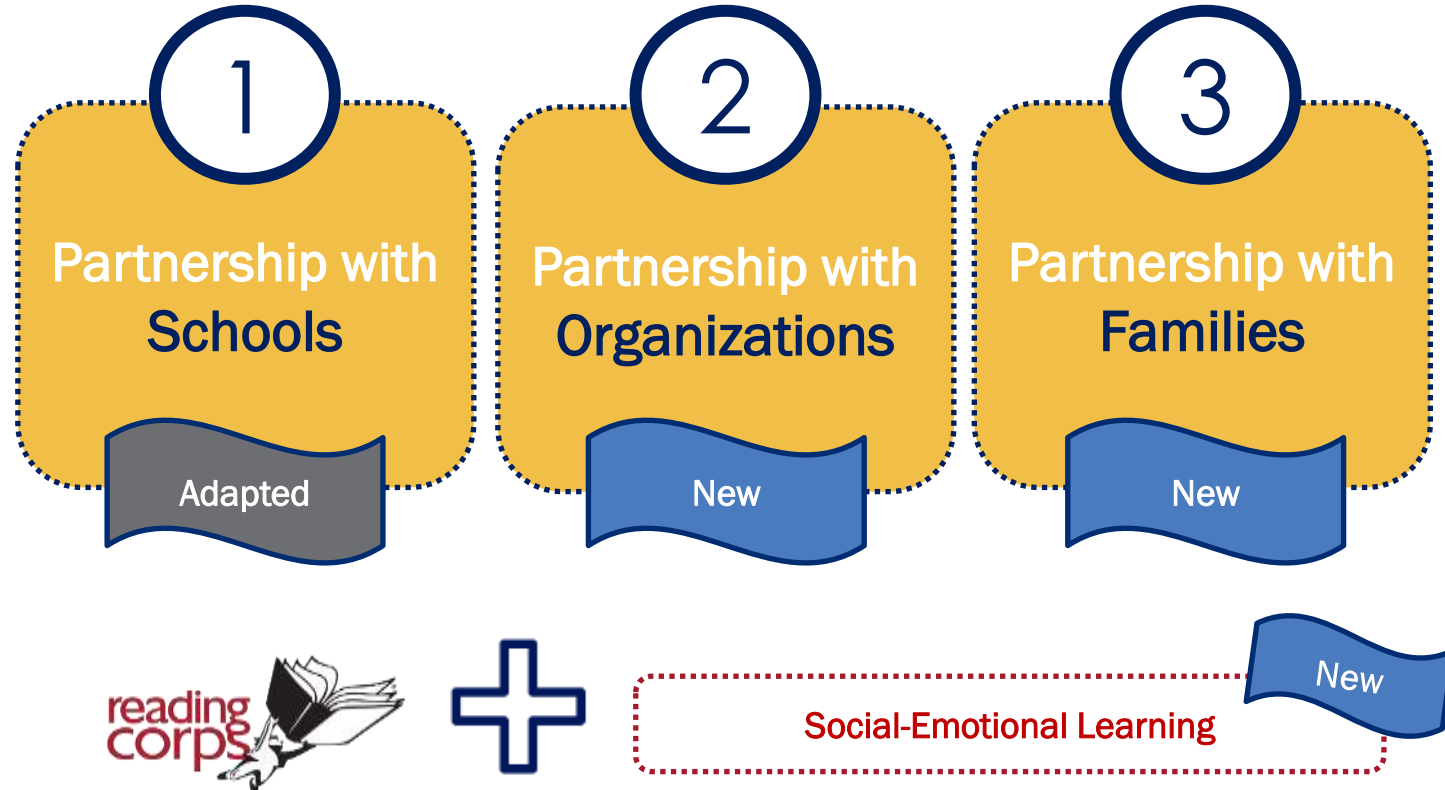 1
Partnership with
Schools
Adapted
2
Partnership with
Organizations
New
3
Partnership with
Families
New
reading
corps
Social-Emotional Learning
New